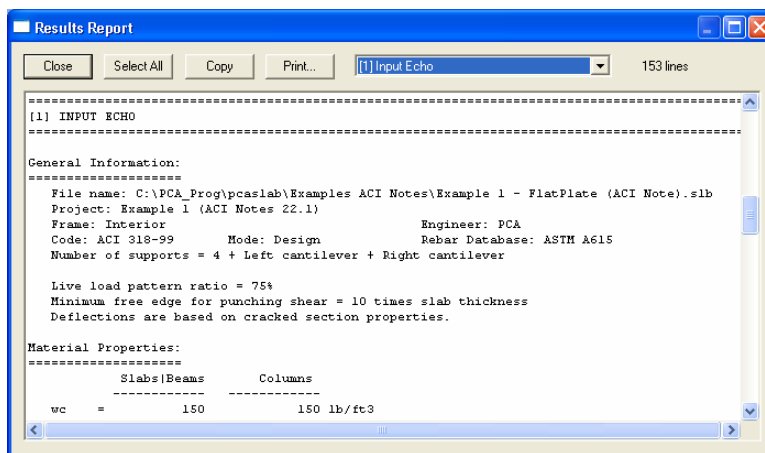 Results Report
Close Select All Copy Print... [1] Input Echo 153 lines
==========================================================================================
[1] INPUT ECHO
==========================================================================================
General Information:
====================
File name: C:\PCA_Prog\pcaslab\Examples ACI Notes\Example 1 - FlatPlate (ACI Note).slb
Project: Example 1 (ACI Notes 22.1)
Frame: Interior Engineer: PCA
Code: ACI 318-99 Mode: Design Rebar Database: ASTM A615
Number of supports = 4 + Left cantilever + Right cantilever
Live load pattern ratio = 75%
Minimum free edge for punching shear = 10 times slab thickness
Deflections are based on cracked section properties.
Material Properties:
====================
Slabs|Beams Columns
------------ ------------
wc = 150 150 lb/ft3